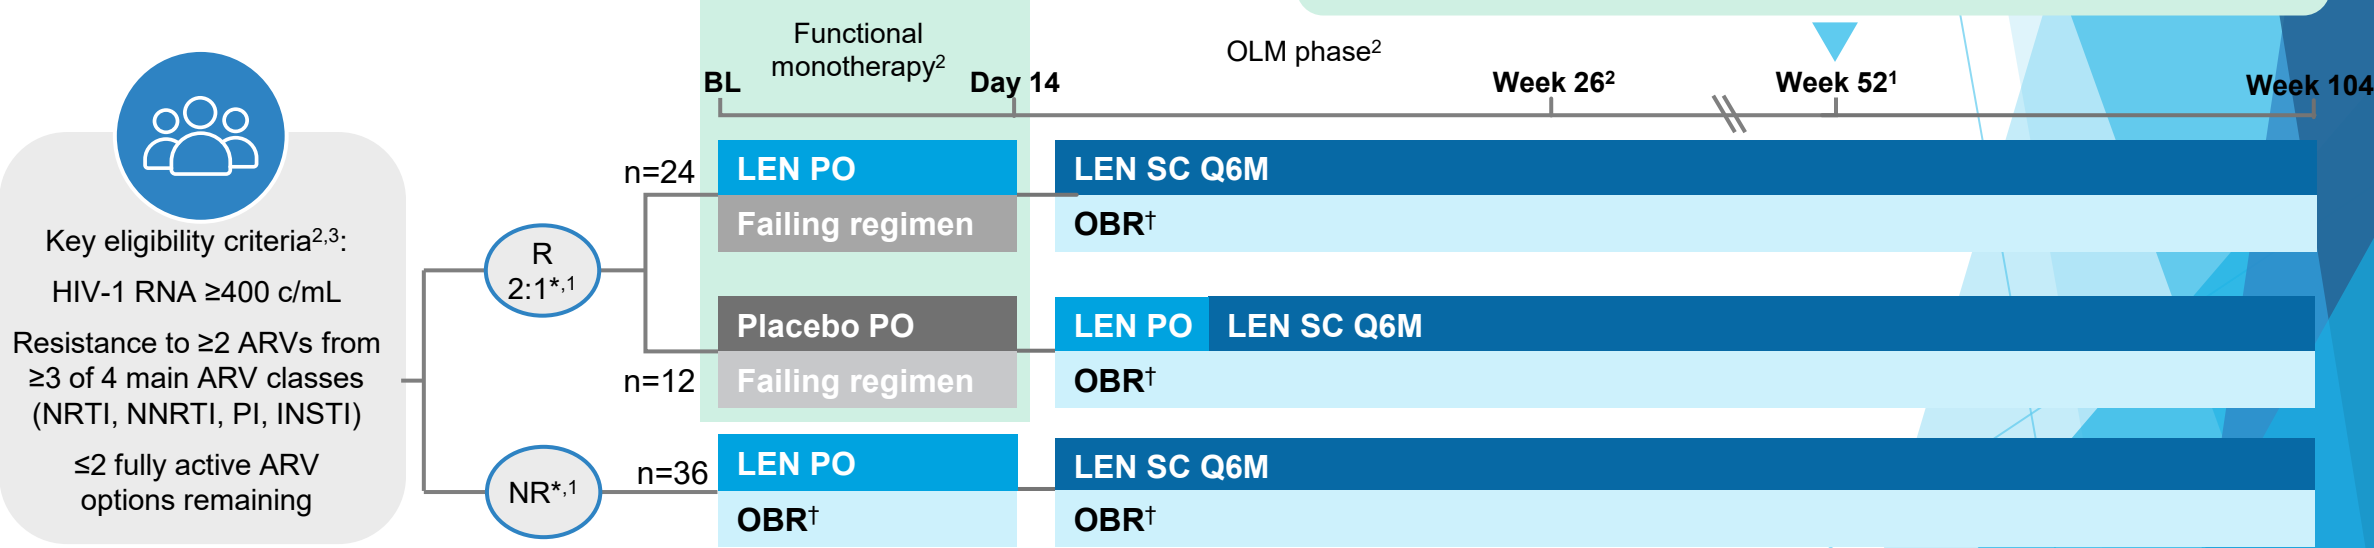 Functional
monotherapy²
OLM phase²
BL
Day 14
Week 26²
Week 52¹
Week 104
Key eligibility criteria²,³:
HIV-1 RNA ≥400 c/mL
Resistance to ≥2 ARVs from
≥3 of 4 main ARV classes
(NRTI, NNRTI, PI, INSTI)
≤2 fully active ARV
options remaining
R
2:1*,¹
n=24
LEN PO
Failing regimen
LEN SC Q6M
OBR†
n=12
Placebo PO
Failing regimen
LEN PO
LEN SC Q6M
OBR†
NR*,¹
n=36
LEN PO
OBR†
LEN SC Q6M
OBR†